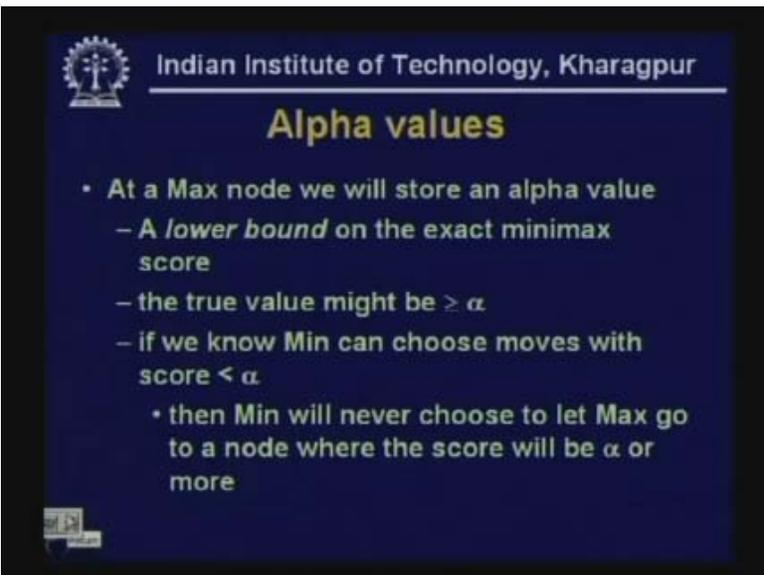 Indian Institute of Technology, Kharagpur
Alpha values
• At a Max node we will store an alpha value
– A lower bound on the exact minimax
score
– the true value might be ≥ α
– if we know Min can choose moves with
score < α
• then Min will never choose to let Max go
to a node where the score will be α or
more